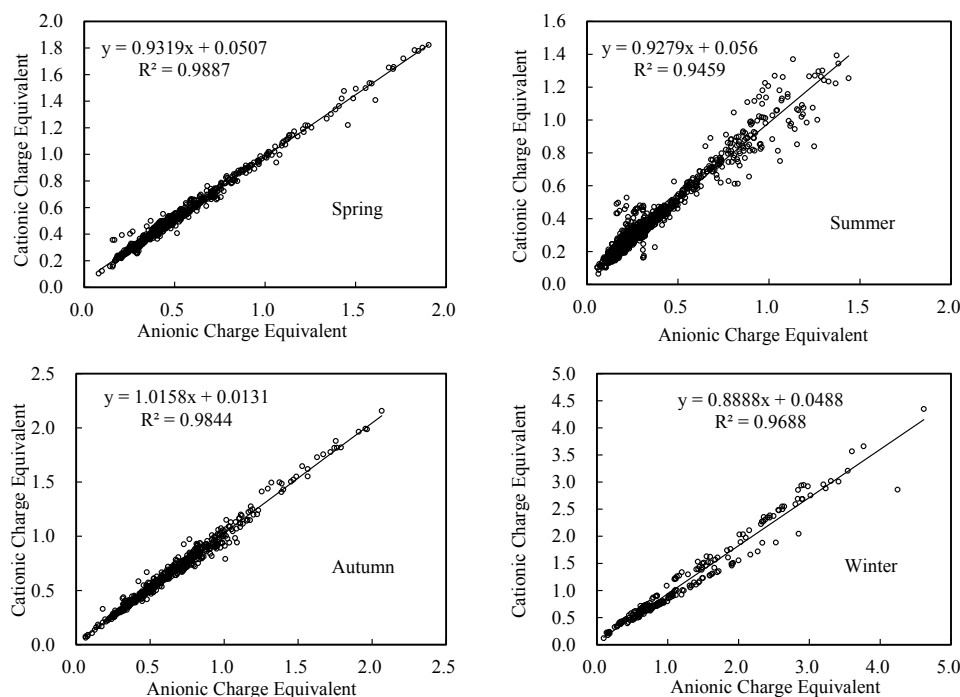 2.0
1.8
1.6
1.4
1.2
1.0
0.8
0.6
0.4
0.2
0.0
Cationic Charge Equivalent
y = 0.9319x + 0.0507
R² = 0.9887
Spring
0.0 0.5 1.0 1.5 2.0
Anionic Charge Equivalent
1.6
1.4
1.2
1.0
0.8
0.6
0.4
0.2
0.0
Cationic Charge Equivalent
y = 0.9279x + 0.056
R² = 0.9459
Summer
0.0 0.5 1.0 1.5 2.0
Anionic Charge Equivalent
2.5
2.0
1.5
1.0
0.5
0.0
Cationic Charge Equivalent
y = 1.0158x + 0.0131
R² = 0.9844
Autumn
0.0 0.5 1.0 1.5 2.0 2.5
Anionic Charge Equivalent
5.0
4.5
4.0
3.5
3.0
2.5
2.0
1.5
1.0
0.5
0.0
Cationic Charge Equivalent
y = 0.8888x + 0.0488
R² = 0.9688
Winter
0.0 1.0 2.0 3.0 4.0 5.0
Anionic Charge Equivalent